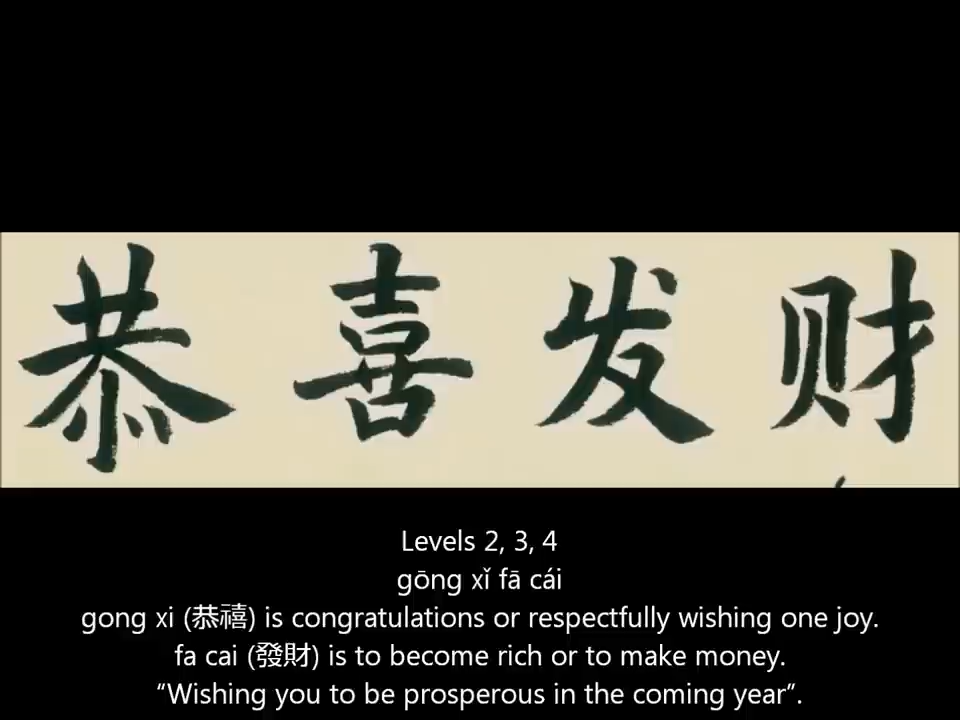 恭喜发财
Levels 2, 3, 4
gōng xǐ fā cái
gong xi (恭禧) is congratulations or respectfully wishing one joy.
fa cai (發財) is to become rich or to make money.
“Wishing you to be prosperous in the coming year”.